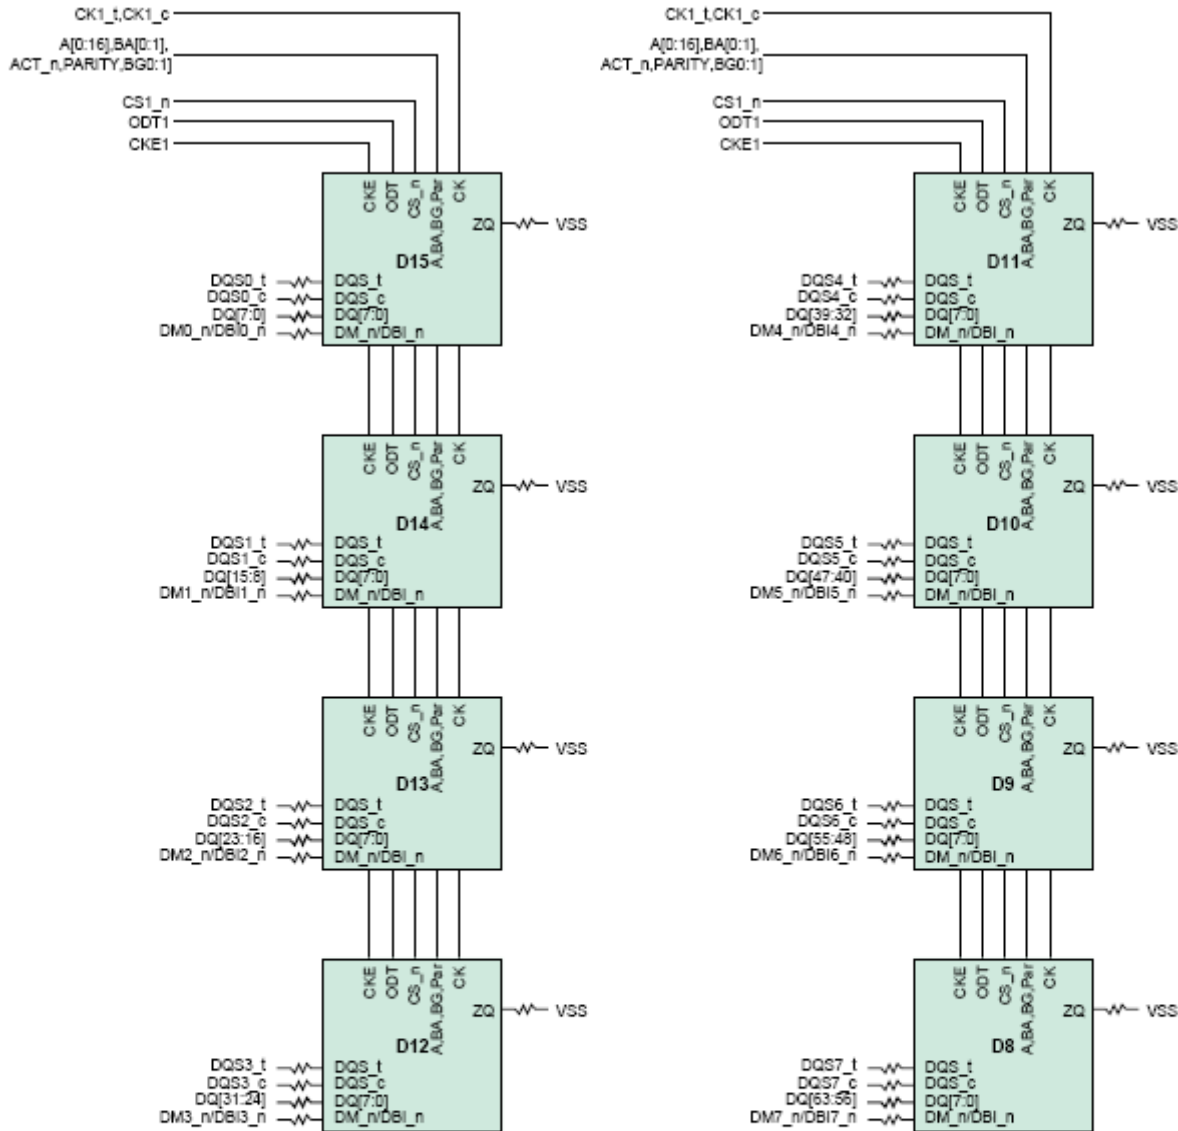 CK1_t,CK1_c
A[0:16],BA[0:1],
ACT_n,PARITY,BG0:1]
CS1_n
ODT1
CKE1
CKE
ODT
CS_n
A,BA,BG,Par
CK
ZQ
VSS
D15
DQS0_t
DQS_t
DQS0_c
DQS_c
DQ[7:0]
DQ[7:0]
DM0_n/DBI0_n
DM_n/DBI_n
CKE
ODT
CS_n
A,BA,BG,Par
CK
ZQ
VSS
D14
DQS1_t
DQS_t
DQS1_c
DQS_c
DQ[15:8]
DQ[7:0]
DM1_n/DBI1_n
DM_n/DBI_n
CKE
ODT
CS_n
A,BA,BG,Par
CK
ZQ
VSS
D13
DQS2_t
DQS_t
DQS2_c
DQS_c
DQ[23:16]
DQ[7:0]
DM2_n/DBI2_n
DM_n/DBI_n
CKE
ODT
CS_n
A,BA,BG,Par
CK
ZQ
VSS
D12
DQS3_t
DQS_t
DQS3_c
DQS_c
DQ[31:24]
DQ[7:0]
DM3_n/DBI3_n
DM_n/DBI_n
CK1_t,CK1_c
A[0:16],BA[0:1],
ACT_n,PARITY,BG0:1]
CS1_n
ODT1
CKE1
CKE
ODT
CS_n
A,BA,BG,Par
CK
ZQ
VSS
D11
DQS4_t
DQS_t
DQS4_c
DQS_c
DQ[39:32]
DQ[7:0]
DM4_n/DBI4_n
DM_n/DBI_n
CKE
ODT
CS_n
A,BA,BG,Par
CK
ZQ
VSS
D10
DQS5_t
DQS_t
DQS5_c
DQS_c
DQ[47:40]
DQ[7:0]
DM5_n/DBI5_n
DM_n/DBI_n
CKE
ODT
CS_n
A,BA,BG,Par
CK
ZQ
VSS
D9
DQS6_t
DQS_t
DQS6_c
DQS_c
DQ[55:48]
DQ[7:0]
DM6_n/DBI6_n
DM_n/DBI_n
CKE
ODT
CS_n
A,BA,BG,Par
CK
ZQ
VSS
D8
DQS7_t
DQS_t
DQS7_c
DQS_c
DQ[63:56]
DQ[7:0]
DM7_n/DBI7_n
DM_n/DBI_n